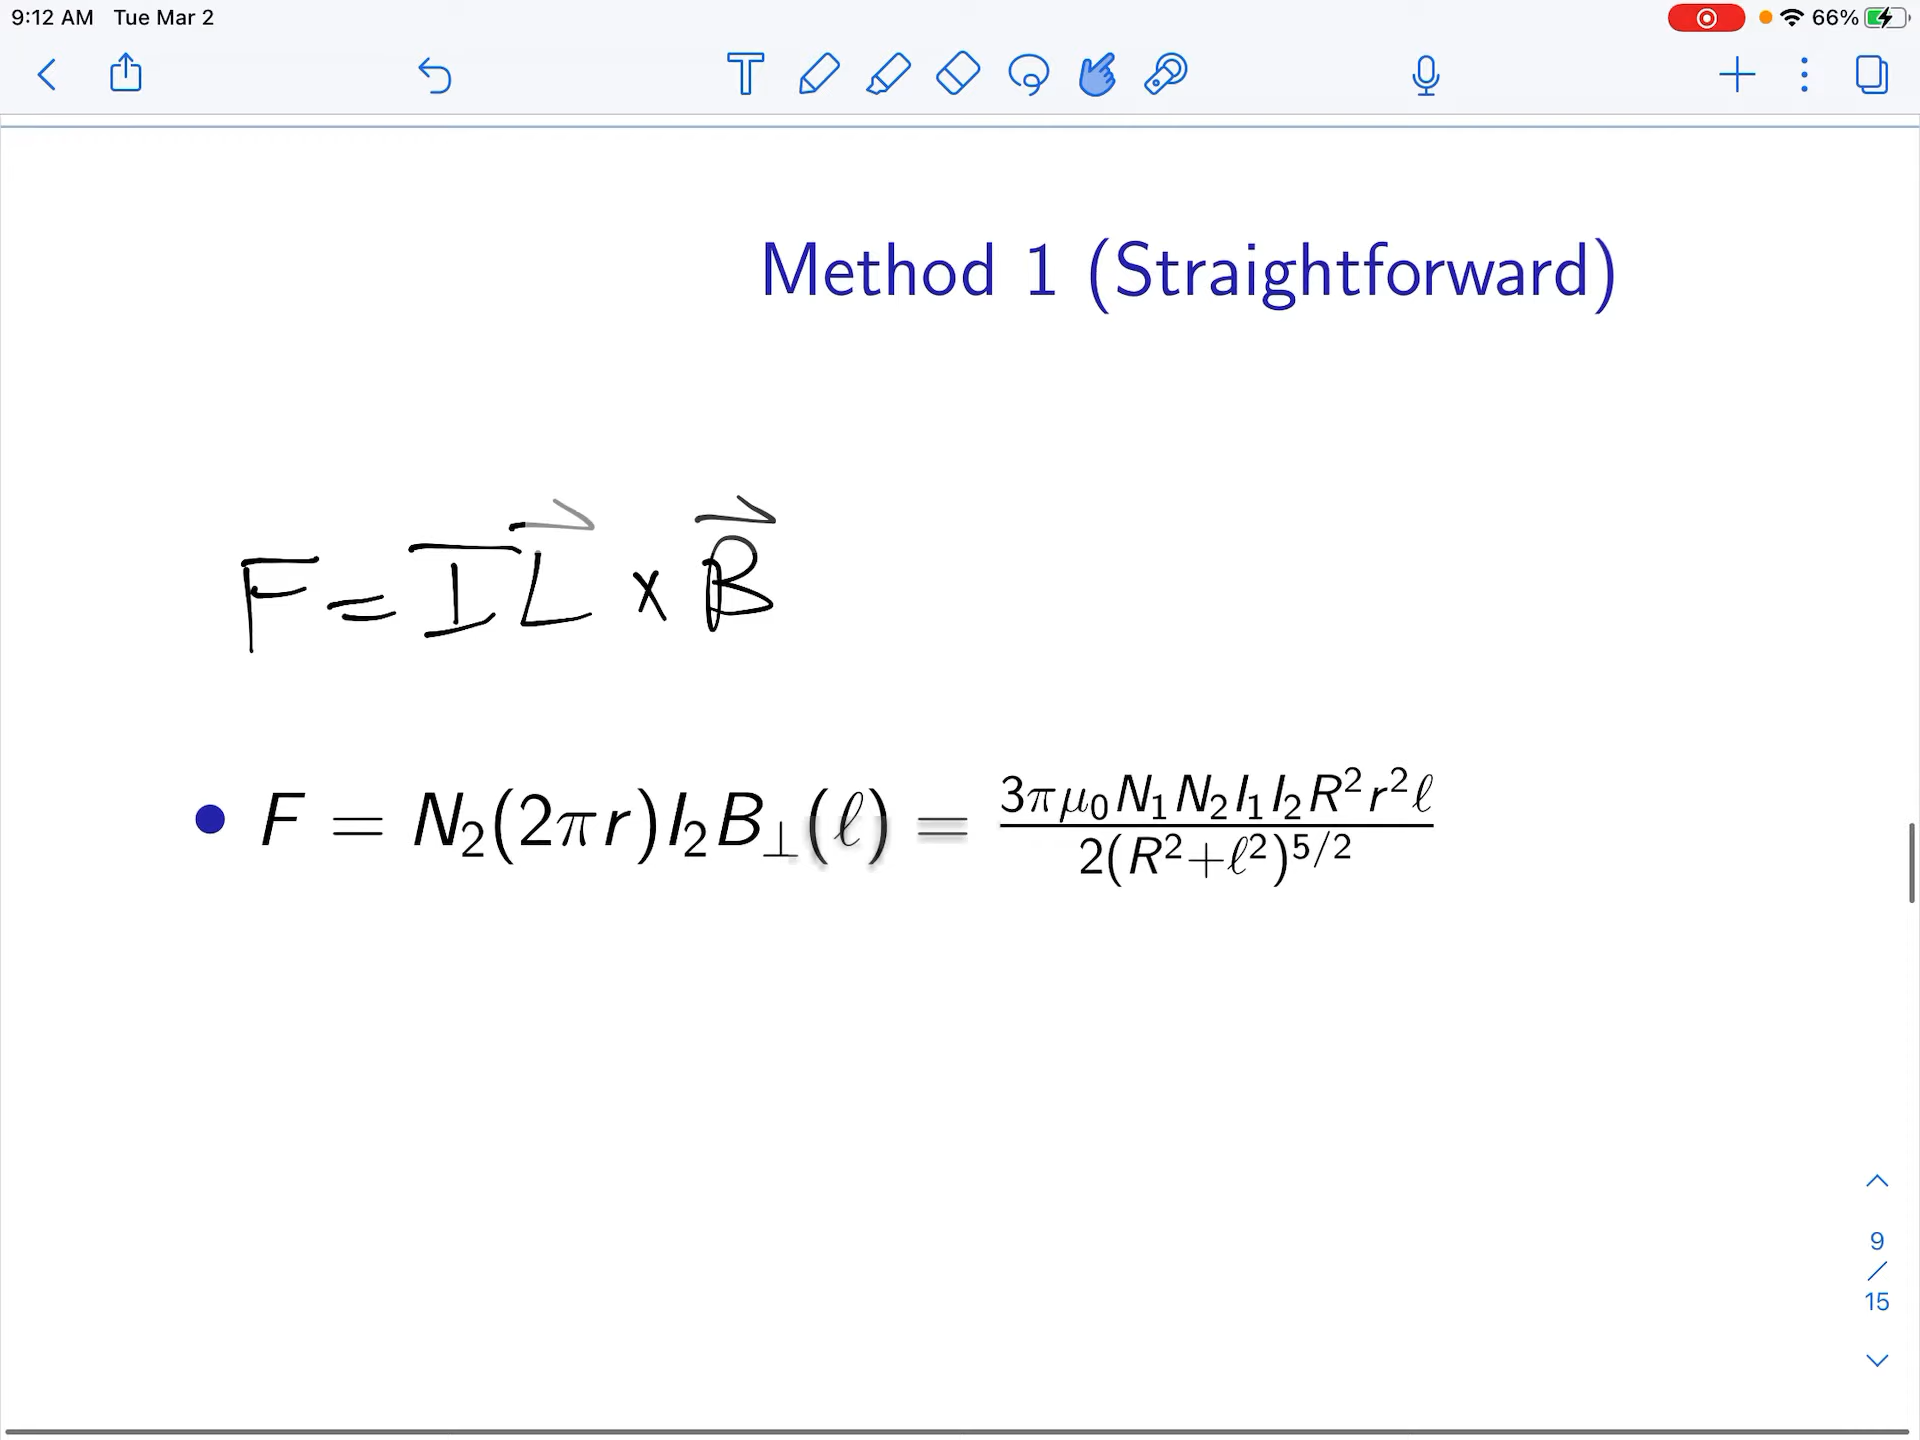 9:12 AM Tue Mar 2
66%
T
Method 1 (Straightforward)
F = IL⃗ × B⃗
• F = N₂(2πr)I₂B⊥(ℓ) = 3πμ₀N₁N₂I₁I₂R²r²ℓ / 2(R²+ℓ²)^5/2
9
/
15